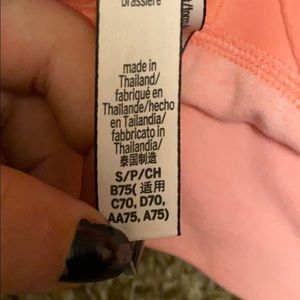 brassière
made in
Thailand/
fabriqué en
Thaïlande/hecho
en Tailandia/
fabbricato in
Thailandia/
泰国制造
S/P/CH
B75( 适用
C70, D70,
AA75, A75)